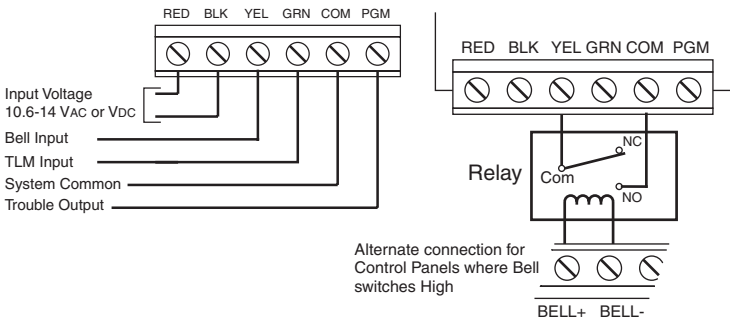 RED BLK YEL GRN COM PGM
Input Voltage
10.6-14 VAC or VDC
Bell Input
TLM Input
System Common
Trouble Output
RED BLK YEL GRN COM PGM
Relay
NC
Com
NO
Alternate connection for
Control Panels where Bell
switches High
BELL+ BELL-